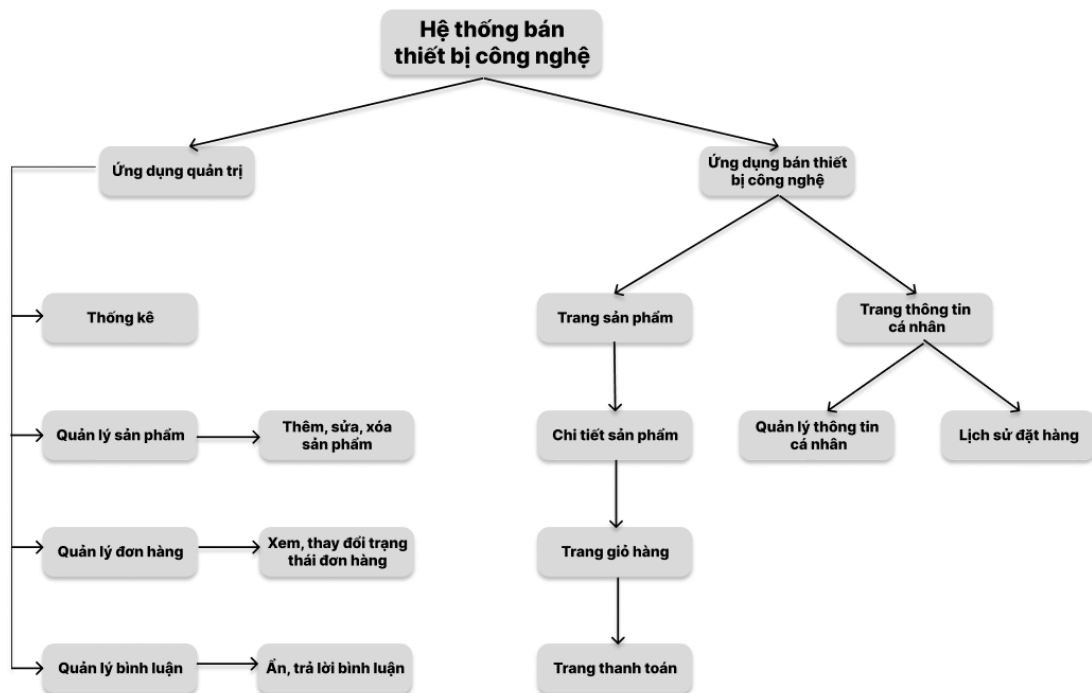 Hệ thống bán
thiết bị công nghệ
Ứng dụng quản trị
Ứng dụng bán thiết
bị công nghệ
Thống kê
Trang sản phẩm
Trang thông tin
cá nhân
Quản lý sản phẩm
Thêm, sửa, xóa
sản phẩm
Chi tiết sản phẩm
Quản lý thông tin
cá nhân
Lịch sử đặt hàng
Quản lý đơn hàng
Xem, thay đổi trạng
thái đơn hàng
Trang giỏ hàng
Quản lý bình luận
Ẩn, trả lời bình luận
Trang thanh toán